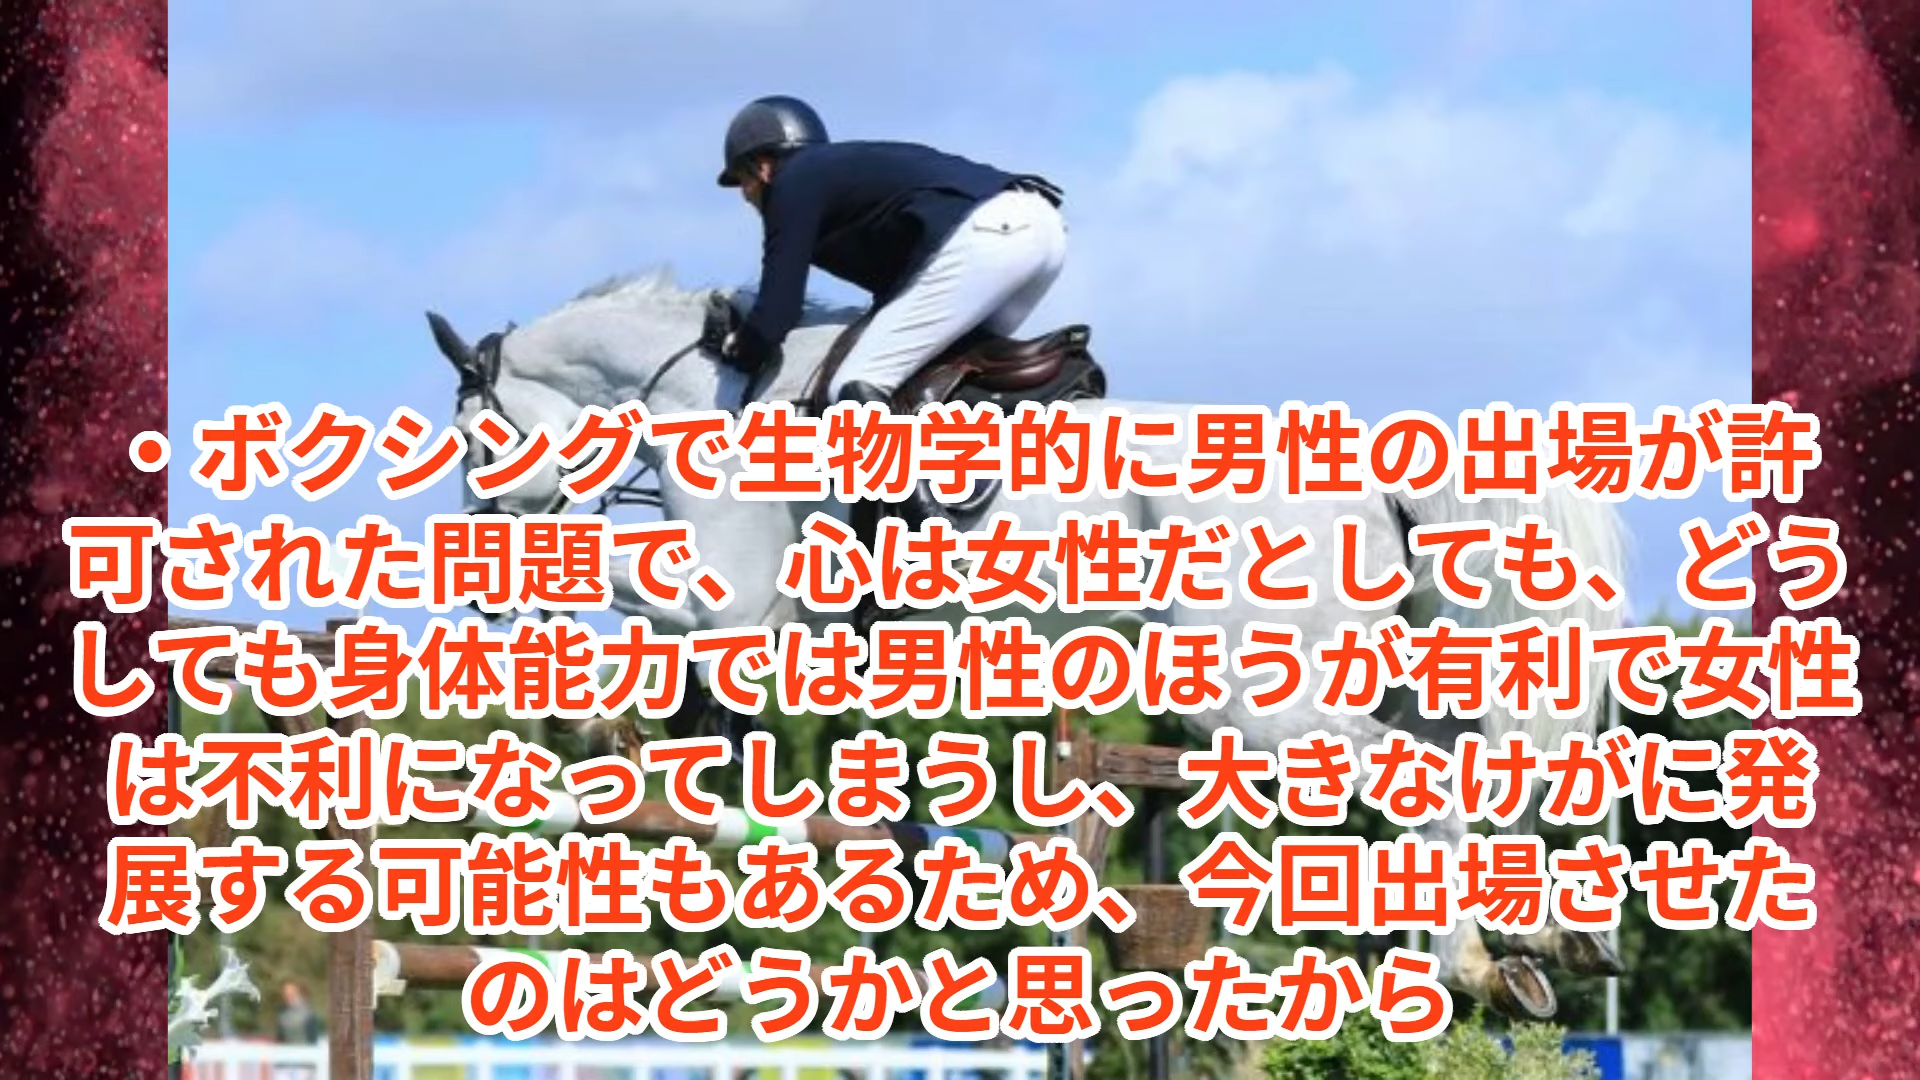 ・ボクシングで生物学的に男性の出場が許
可された問題で、心は女性だとしても、どう
しても身体能力では男性のほうが有利で女性
は不利になってしまうし、大きなけがに発
展する可能性もあるため、今回出場させた
のはどうかと思ったから